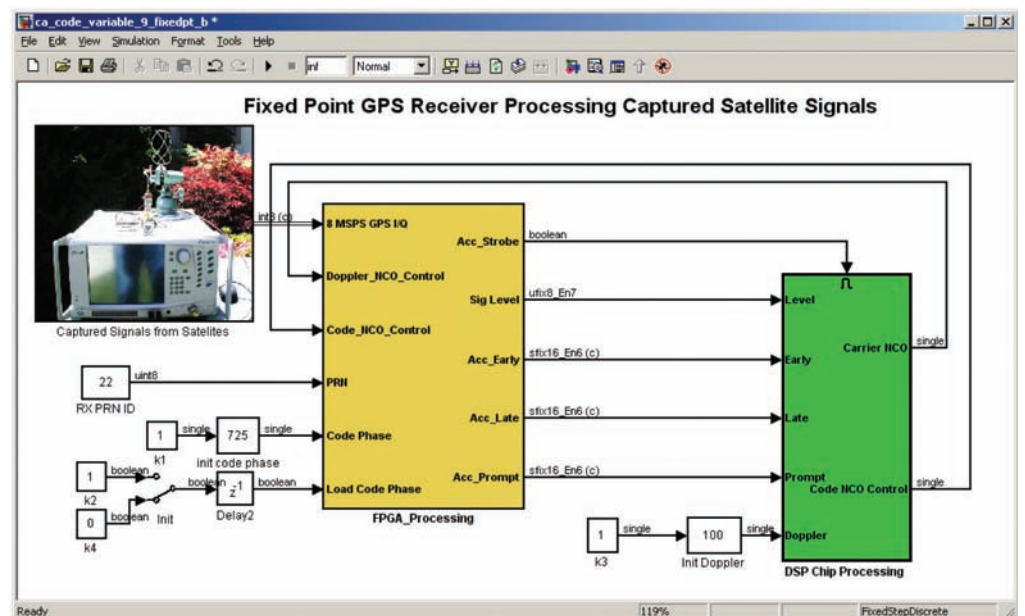 ca_code_variable_9_fixedpt_b *
File Edit View Simulation Format Tools Help
inf Normal
Fixed Point GPS Receiver Processing Captured Satellite Signals
Captured Signals from Satelites
int8 (c)
8 MSPS GPS I/Q
Doppler_NCO_Control
Code_NCO_Control
PRN
Code Phase
Load Code Phase
Acc_Strobe
Sig Level
Acc_Early
Acc_Late
Acc_Prompt
FPGA_Processing
22
uint8
RX PRN ID
1
single
k1
725
single
init code phase
1
boolean
k2
0
boolean
k4
Init
boolean
z-1
boolean
Delay2
boolean
ufix8_En7
sfix16_En6 (c)
sfix16_En6 (c)
sfix16_En6 (c)
1
single
k3
100
single
Init Doppler
Level
Early
Late
Prompt
Doppler
Carrier NCO
single
Code NCO Control
single
DSP Chip Processing
Ready
119%
FixedStepDiscrete